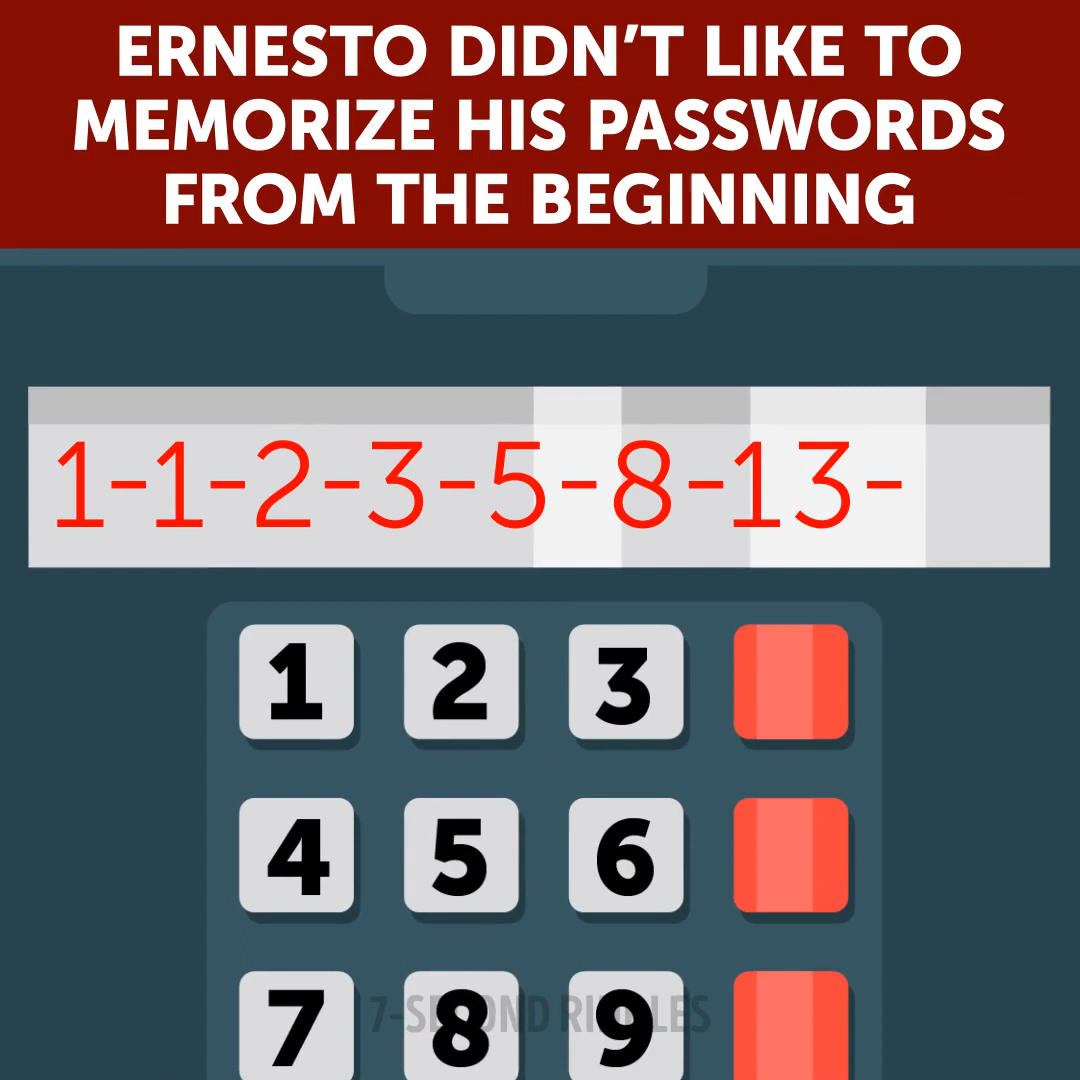 ERNESTO DIDN'T LIKE TO
MEMORIZE HIS PASSWORDS
FROM THE BEGINNING
1-1-2-3-5-8-13-
1 2 3
4 5 6
7 8 9
7-SECOND RIDDLES